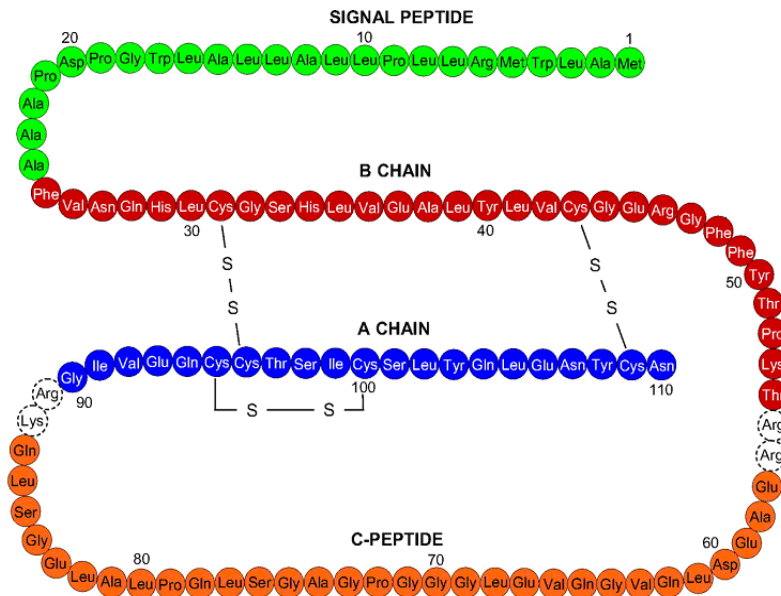 SIGNAL PEPTIDE
20 10 1
Pro Asp Pro Gly Trp Leu Ala Leu Leu Ala Leu Leu Pro Leu Leu Arg Met Trp Leu Ala Met
Ala
Ala
Ala
B CHAIN
Phe Val Asn Gln His Leu Cys Gly Ser His Leu Val Glu Ala Leu Tyr Leu Val Cys Gly Glu Arg Gly Phe Phe Tyr
30 40 50
S S
S S
Thr
Pro
Lys
Thr
A CHAIN
Gly Ile Val Glu Gln Cys Cys Thr Ser Ile Cys Ser Leu Tyr Gln Leu Glu Asn Tyr Cys Asn
90 100 110
S S
Arg
Lys
Arg
Arg
Gln
Leu
Ser
Gly
Glu
Glu
Ala
Glu
C-PEPTIDE
80 70 60
Leu Ala Leu Pro Gln Leu Ser Gly Ala Gly Pro Gly Gly Gly Leu Glu Val Gln Gly Val Gln Leu Asp